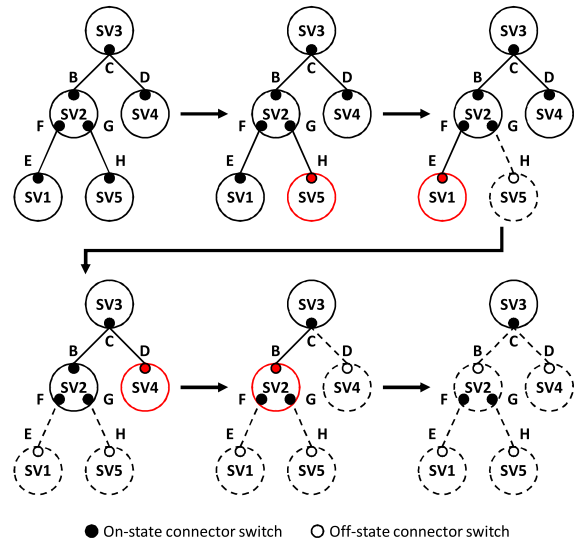 SV3 SV3 SV3
B C D B C D B C D
SV2 SV4 SV2 SV4 SV2 SV4
F G F G F G
E H E H E H
SV1 SV5 SV1 SV5 SV1 SV5
SV3 SV3 SV3
B C D B C D B C D
SV2 SV4 SV2 SV4 SV2 SV4
F G F G F G
E H E H E H
SV1 SV5 SV1 SV5 SV1 SV5
On-state connector switch Off-state connector switch